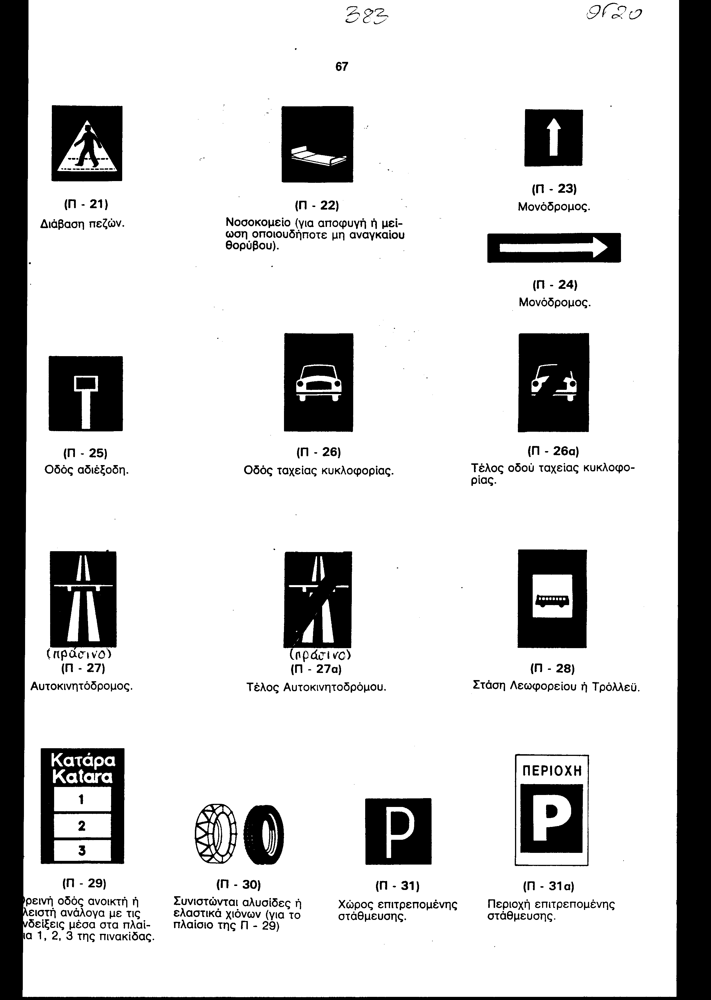 383
67
(Π - 21)
Διάβαση πεζών.
(Π - 22)
Νοσοκομείο (για αποφυγή ή μεί-
ωση οποιουδήποτε μη αναγκαίου
θορύβου).
(Π - 23)
Μονόδρομος.
(Π - 24)
Μονόδρομος.
(Π - 25)
Οδός αδιέξοδη.
(Π - 26)
Οδός ταχείας κυκλοφορίας.
(Π - 26α)
Τέλος οδού ταχείας κυκλοφο-
ρίας.
(πράσινο)
(Π - 27)
Αυτοκινητόδρομος.
(πράσινο)
(Π - 27α)
Τέλος Αυτοκινητοδρόμου.
(Π - 28)
Στάση Λεωφορείου ή Τρόλλεϋ.
Κατάρα
Katara
1
2
3
(Π - 29)
ρεινή οδός ανοικτή ή
λειστή ανάλογα με τις
νδείξεις μέσα στα πλαί-
ια 1, 2, 3 της πινακίδας.
(Π - 30)
Συνιστώνται αλυσίδες ή
ελαστικά χιόνων (για το
πλαίσιο της Π - 29)
P
(Π - 31)
Χώρος επιτρεπομένης
στάθμευσης.
ΠΕΡΙΟΧΗ
P
(Π - 31α)
Περιοχή επιτρεπομένης
στάθμευσης.